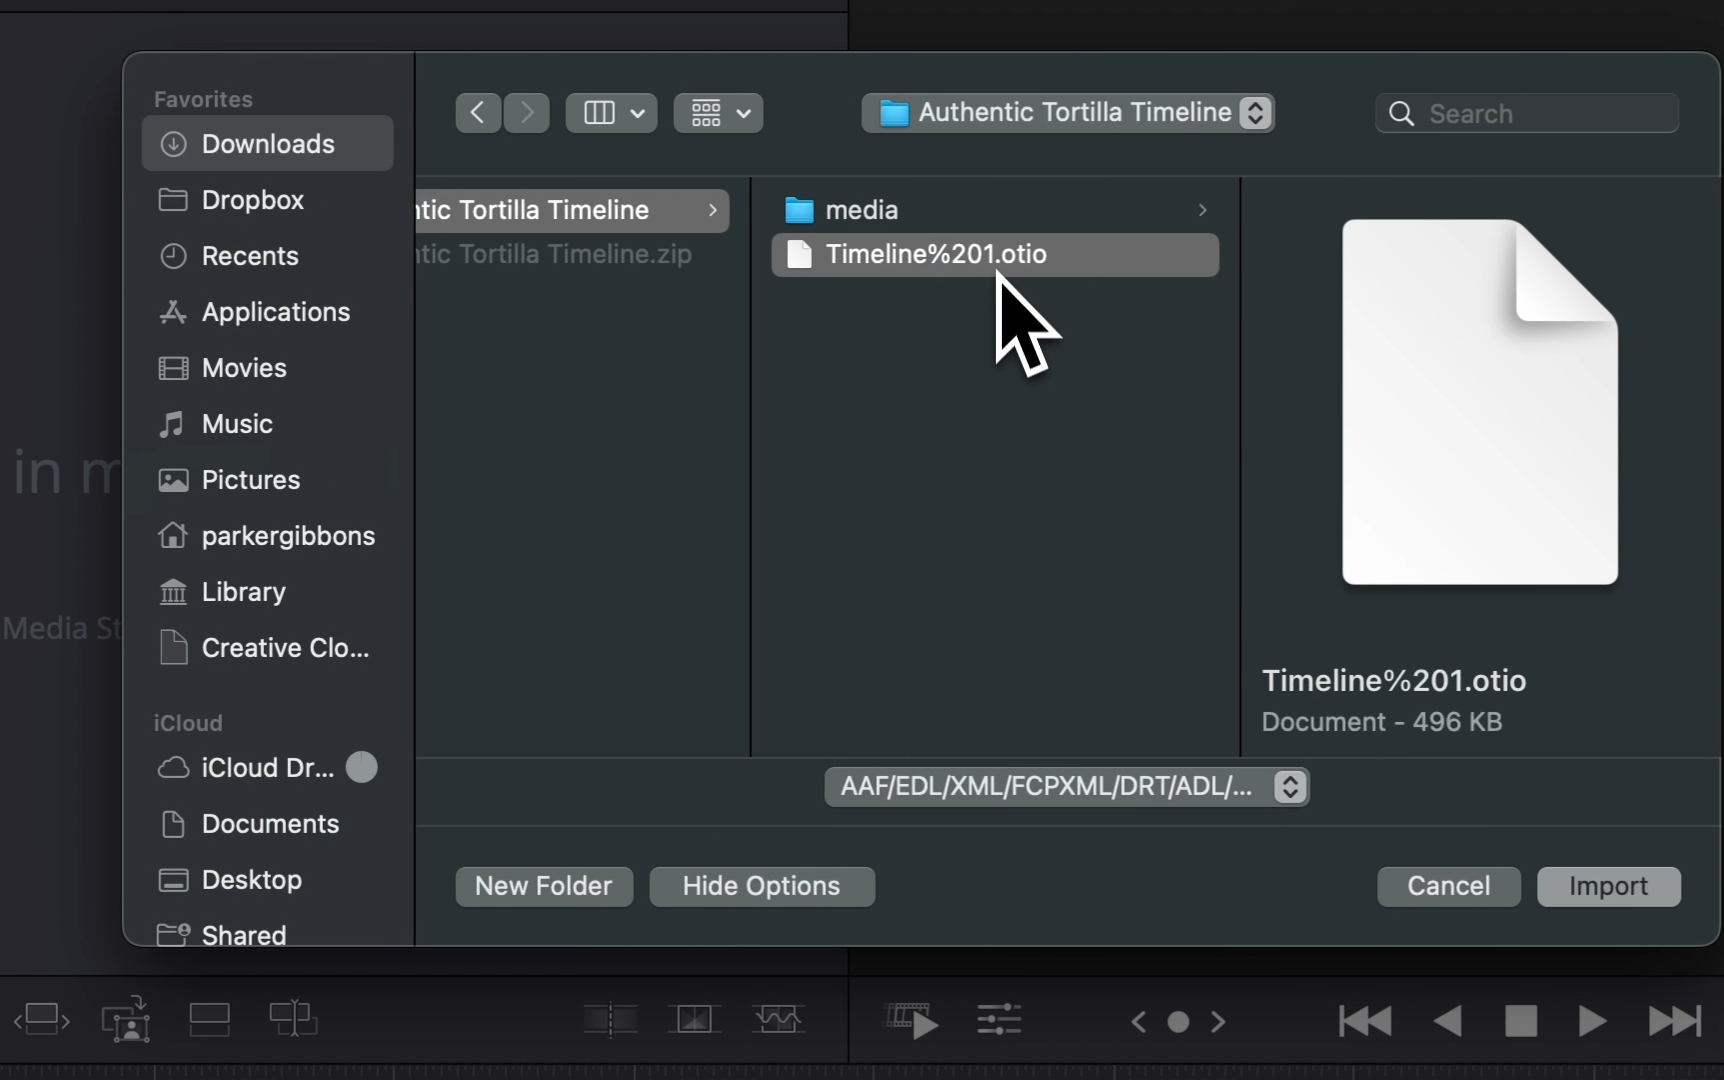 Favorites
Downloads
Dropbox
Recents
Applications
Movies
Music
Pictures
parkergibbons
Library
Creative Clo...
iCloud
iCloud Dr...
Documents
Desktop
Shared
Authentic Tortilla Timeline
Search
ntic Tortilla Timeline
ntic Tortilla Timeline.zip
media
Timeline%201.otio
Timeline%201.otio
Document - 496 KB
AAF/EDL/XML/FCPXML/DRT/ADL/...
New Folder
Hide Options
Cancel
Import
in m
Media St